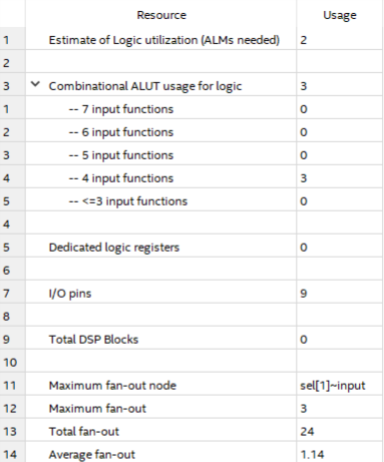 Resource Usage
1 Estimate of Logic utilization (ALMs needed) 2
2
3 Combinational ALUT usage for logic 3
1 -- 7 input functions 0
2 -- 6 input functions 0
3 -- 5 input functions 0
4 -- 4 input functions 3
5 -- <=3 input functions 0
4
5 Dedicated logic registers 0
6
7 I/O pins 9
8
9 Total DSP Blocks 0
10
11 Maximum fan-out node sel[1]~input
12 Maximum fan-out 3
13 Total fan-out 24
14 Average fan-out 1.14